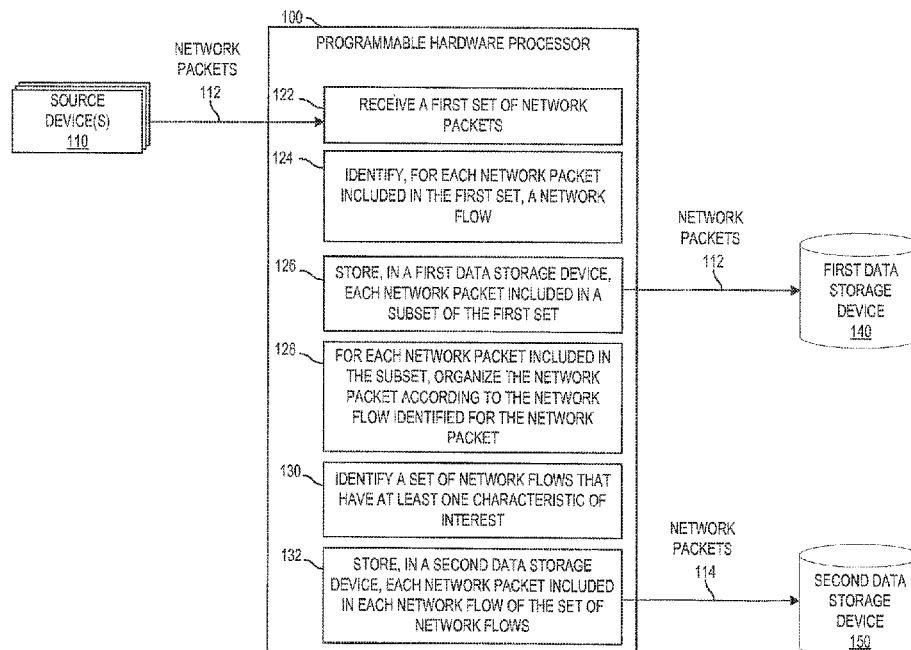 100
PROGRAMMABLE HARDWARE PROCESSOR
NETWORK
PACKETS
112
SOURCE
DEVICE(S)
110
122
RECEIVE A FIRST SET OF NETWORK
PACKETS
124
IDENTIFY, FOR EACH NETWORK PACKET
INCLUDED IN THE FIRST SET, A NETWORK
FLOW
126
STORE, IN A FIRST DATA STORAGE DEVICE,
EACH NETWORK PACKET INCLUDED IN A
SUBSET OF THE FIRST SET
NETWORK
PACKETS
112
FIRST DATA
STORAGE
DEVICE
140
128
FOR EACH NETWORK PACKET INCLUDED IN
THE SUBSET, ORGANIZE THE NETWORK
PACKET ACCORDING TO THE NETWORK
FLOW IDENTIFIED FOR THE NETWORK
PACKET
130
IDENTIFY A SET OF NETWORK FLOWS THAT
HAVE AT LEAST ONE CHARACTERISTIC OF
INTEREST
132
STORE, IN A SECOND DATA STORAGE
DEVICE, EACH NETWORK PACKET INCLUDED
IN EACH NETWORK FLOW OF THE SET OF
NETWORK FLOWS
NETWORK
PACKETS
114
SECOND DATA
STORAGE
DEVICE
150